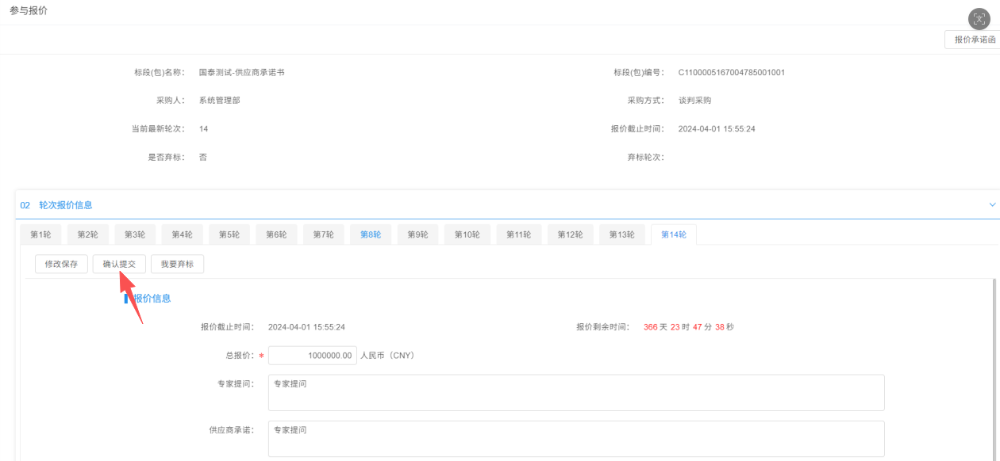 参与报价
报价承诺函
标段(包)名称: 国泰测试-供应商承诺书 标段(包)编号: C1100005167004785001001
采购人: 系统管理部 采购方式: 谈判采购
当前最新轮次: 14 报价截止时间: 2024-04-01 15:55:24
是否弃标: 否 弃标轮次:
02 轮次报价信息
第1轮 第2轮 第3轮 第4轮 第5轮 第6轮 第7轮 第8轮 第9轮 第10轮 第11轮 第12轮 第13轮 第14轮
修改保存 确认提交 我要弃标
报价信息
报价截止时间: 2024-04-01 15:55:24 报价剩余时间: 366 天 23 时 47 分 38 秒
总报价: * 1000000.00 人民币（CNY）
专家提问: 专家提问
供应商承诺: 专家提问